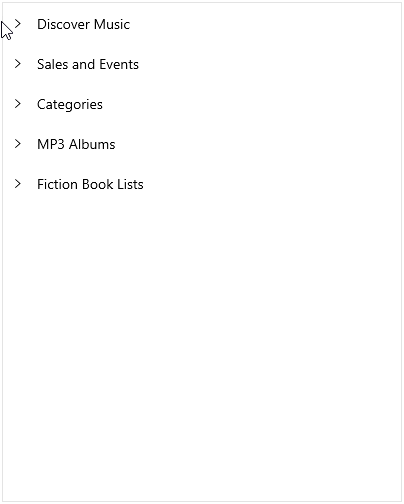 Discover Music
Sales and Events
Categories
MP3 Albums
Fiction Book Lists